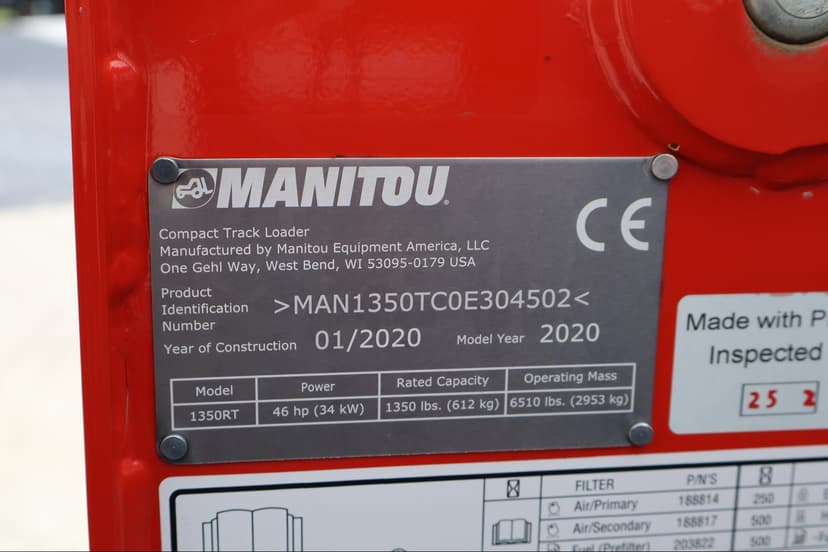 MANITOU
CE
Compact Track Loader
Manufactured by Manitou Equipment America, LLC
One Gehl Way, West Bend, WI 53095-0179 USA
Product
Identification
Number
>MAN1350TC0E304502<
Year of Construction 01/2020 Model Year 2020
Model Power Rated Capacity Operating Mass
1350RT 46 hp (34 kW) 1350 lbs. (612 kg) 6510 lbs. (2953 kg)
Made with
Inspected
25 2
FILTER P/N'S
Air/Primary 188814 250
Air/Secondary 188817 500
Fuel (Prefilter) 203822 500